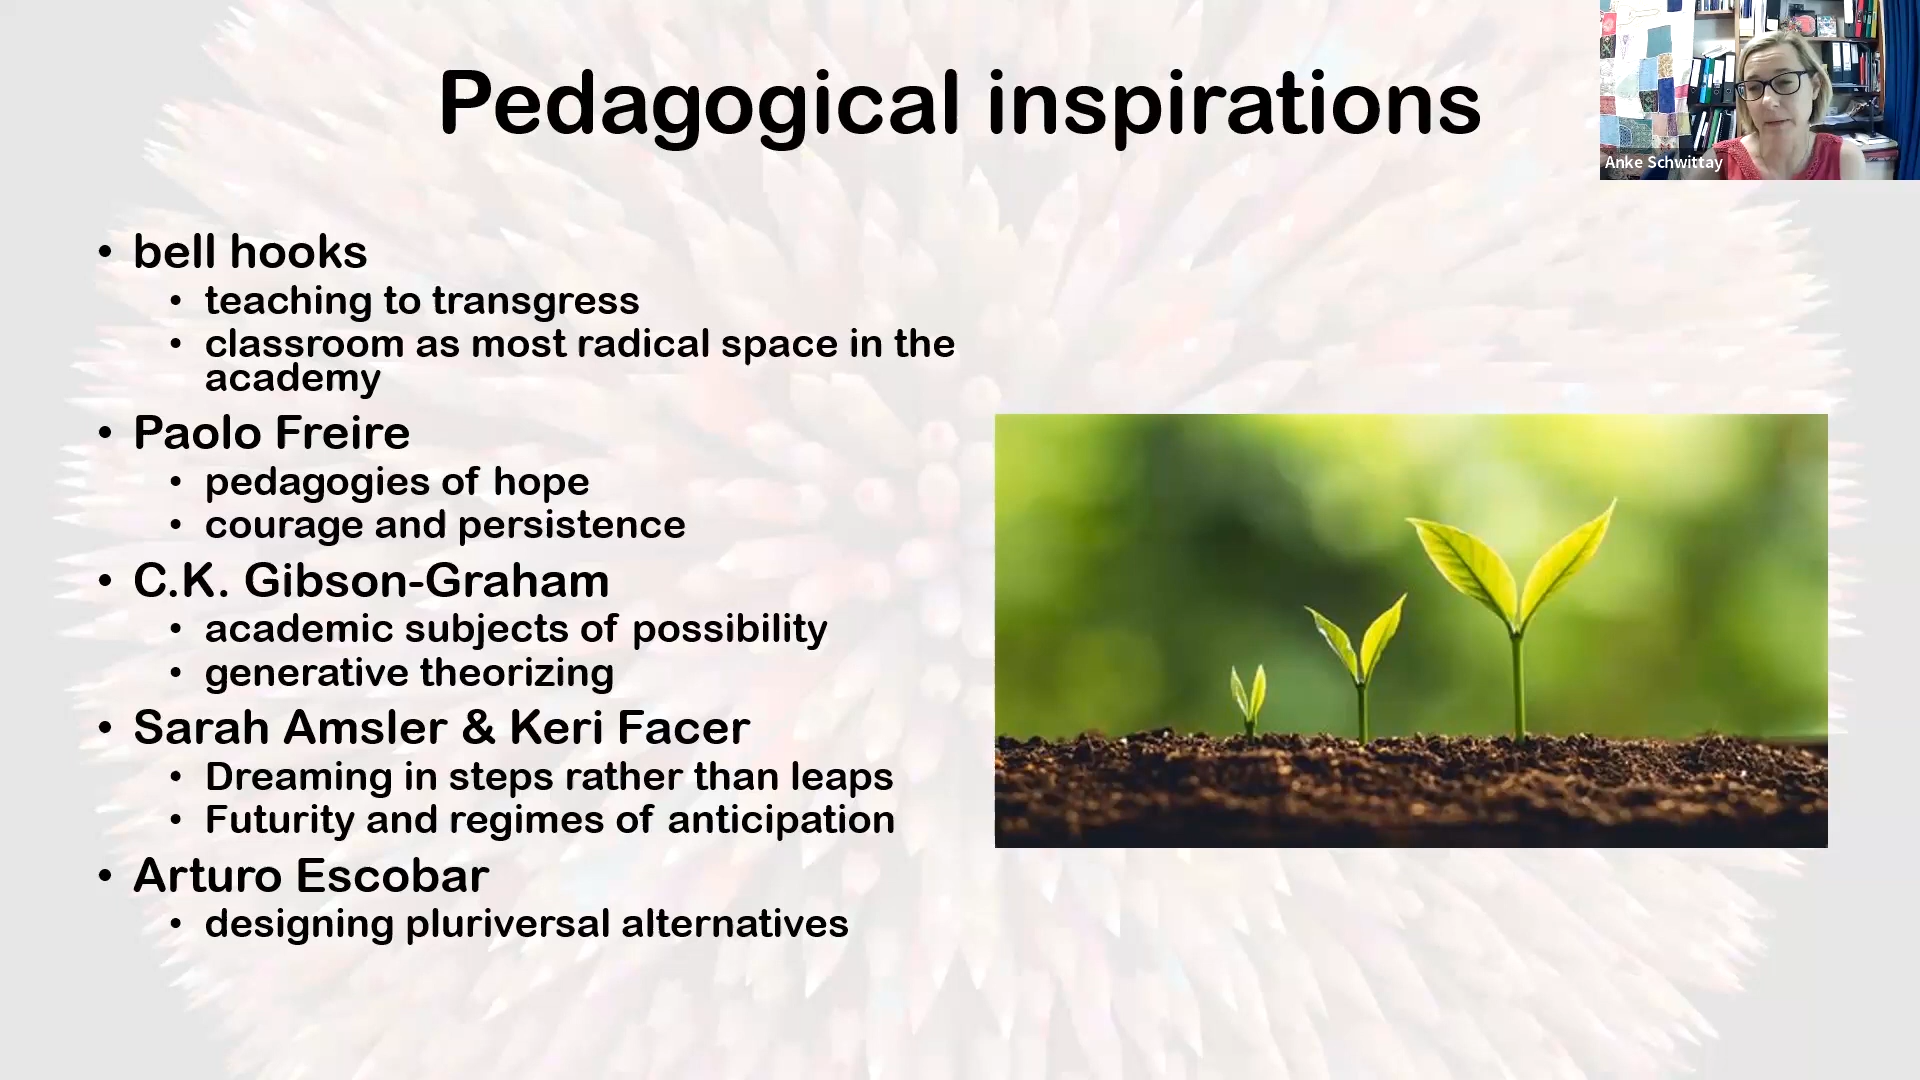 Pedagogical inspirations
Anke Schwittay
• bell hooks
• teaching to transgress
• classroom as most radical space in the
academy
• Paolo Freire
• pedagogies of hope
• courage and persistence
• C.K. Gibson-Graham
• academic subjects of possibility
• generative theorizing
• Sarah Amsler & Keri Facer
• Dreaming in steps rather than leaps
• Futurity and regimes of anticipation
• Arturo Escobar
• designing pluriversal alternatives